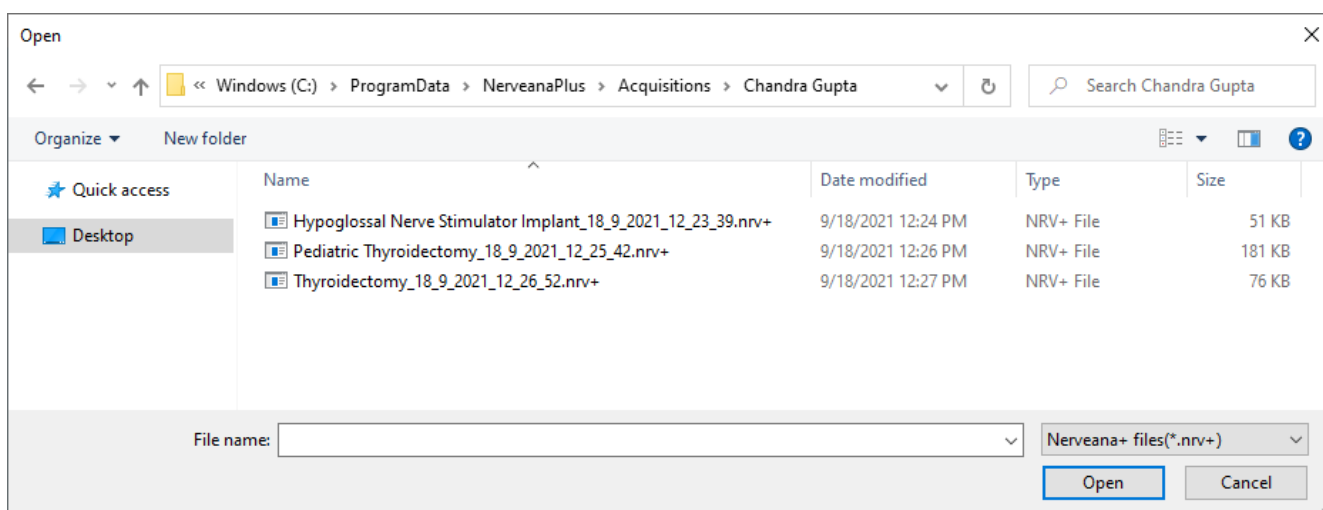 Open
« Windows (C:) > ProgramData > NerveanaPlus > Acquisitions > Chandra Gupta
Search Chandra Gupta
Organize New folder
Quick access
Desktop
Name Date modified Type Size
Hypoglossal Nerve Stimulator Implant_18_9_2021_12_23_39.nrv+ 9/18/2021 12:24 PM NRV+ File 51 KB
Pediatric Thyroidectomy_18_9_2021_12_25_42.nrv+ 9/18/2021 12:26 PM NRV+ File 181 KB
Thyroidectomy_18_9_2021_12_26_52.nrv+ 9/18/2021 12:27 PM NRV+ File 76 KB
File name: Nerveana+ files(*.nrv+)
Open Cancel